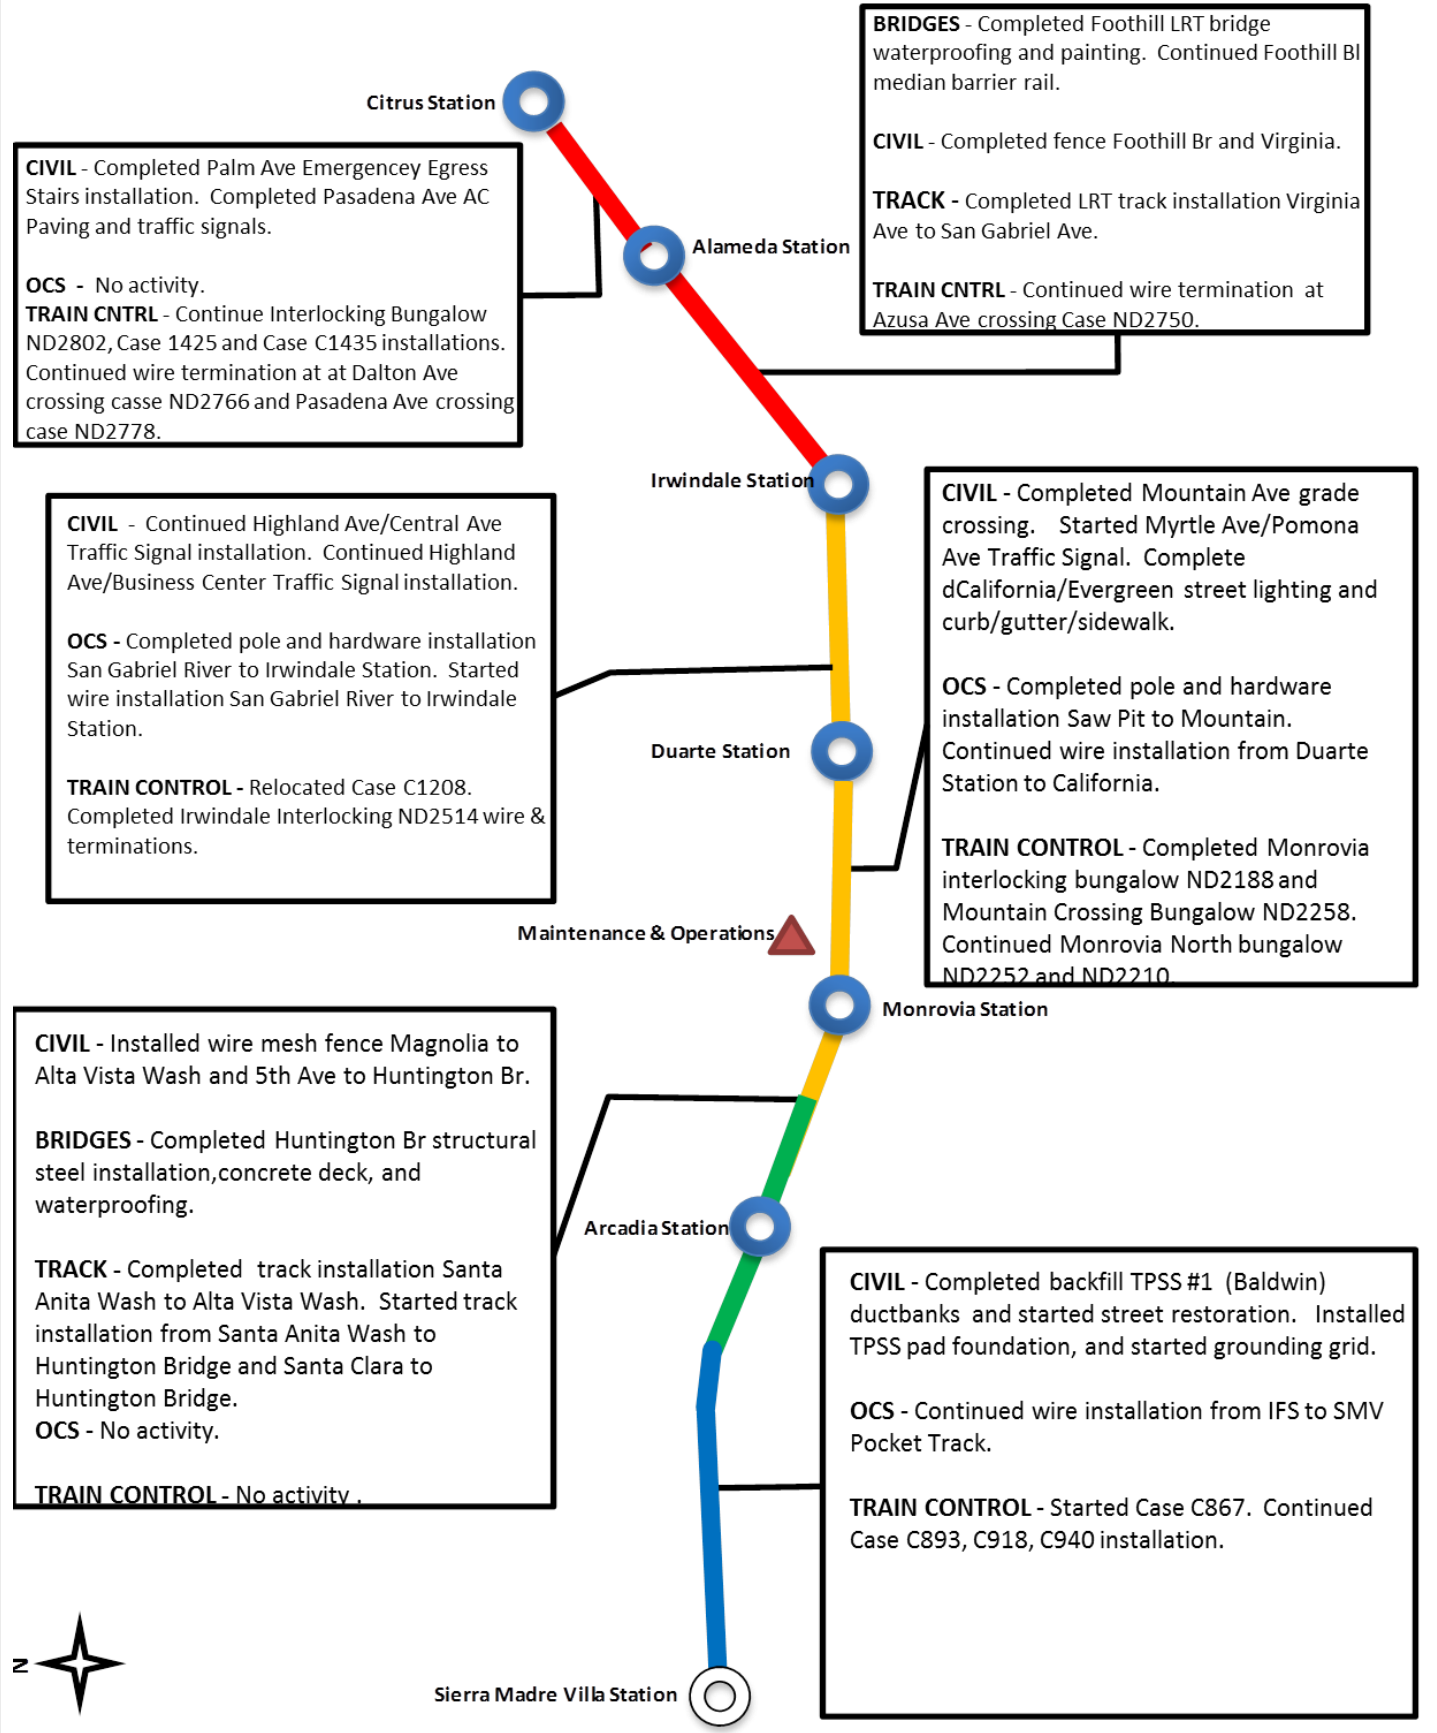 BRIDGES - Completed Foothill LRT bridge
waterproofing and painting.  Continued Foothill Bl
median barrier rail.
CIVIL - Completed fence Foothill Br and Virginia.
TRACK - Completed LRT track installation Virginia
Ave to San Gabriel Ave.
TRAIN CNTRL - Continued wire termination  at
Azusa Ave crossing Case ND2750.
Citrus Station
CIVIL - Completed Palm Ave Emergencey Egress
Stairs installation.  Completed Pasadena Ave AC
Paving and traffic signals.
OCS  -  No activity.
TRAIN CNTRL - Continue Interlocking Bungalow
ND2802, Case 1425 and Case C1435 installations.
Continued wire termination at at Dalton Ave
crossing casse ND2766 and Pasadena Ave crossing
case ND2778.
Alameda Station
Irwindale Station
CIVIL  -  Continued Highland Ave/Central Ave
Traffic Signal installation.  Continued Highland
Ave/Business Center Traffic Signal installation.
OCS - Completed pole and hardware installation
San Gabriel River to Irwindale Station.  Started
wire installation San Gabriel River to Irwindale
Station.
TRAIN CONTROL - Relocated Case C1208.
Completed Irwindale Interlocking ND2514 wire &
terminations.
CIVIL - Completed Mountain Ave grade
crossing.   Started Myrtle Ave/Pomona
Ave Traffic Signal.  Complete
dCalifornia/Evergreen street lighting and
curb/gutter/sidewalk.
OCS - Completed pole and hardware
installation Saw Pit to Mountain.
Continued wire installation from Duarte
Station to California.
TRAIN CONTROL - Completed Monrovia
interlocking bungalow ND2188 and
Mountain Crossing Bungalow ND2258.
Continued Monrovia North bungalow
ND2252 and ND2210.
Duarte Station
Maintenance & Operations
Monrovia Station
CIVIL - Installed wire mesh fence Magnolia to
Alta Vista Wash and 5th Ave to Huntington Br.
BRIDGES - Completed Huntington Br structural
steel installation,concrete deck, and
waterproofing.
TRACK - Completed  track installation Santa
Anita Wash to Alta Vista Wash.  Started track
installation from Santa Anita Wash to
Huntington Bridge and Santa Clara to
Huntington Bridge.
OCS - No activity.
TRAIN CONTROL - No activity .
Arcadia Station
CIVIL - Completed backfill TPSS #1  (Baldwin)
ductbanks  and started street restoration.   Installed
TPSS pad foundation, and started grounding grid.
OCS - Continued wire installation from IFS to SMV
Pocket Track.
TRAIN CONTROL - Started Case C867.  Continued
Case C893, C918, C940 installation.
N
Sierra Madre Villa Station